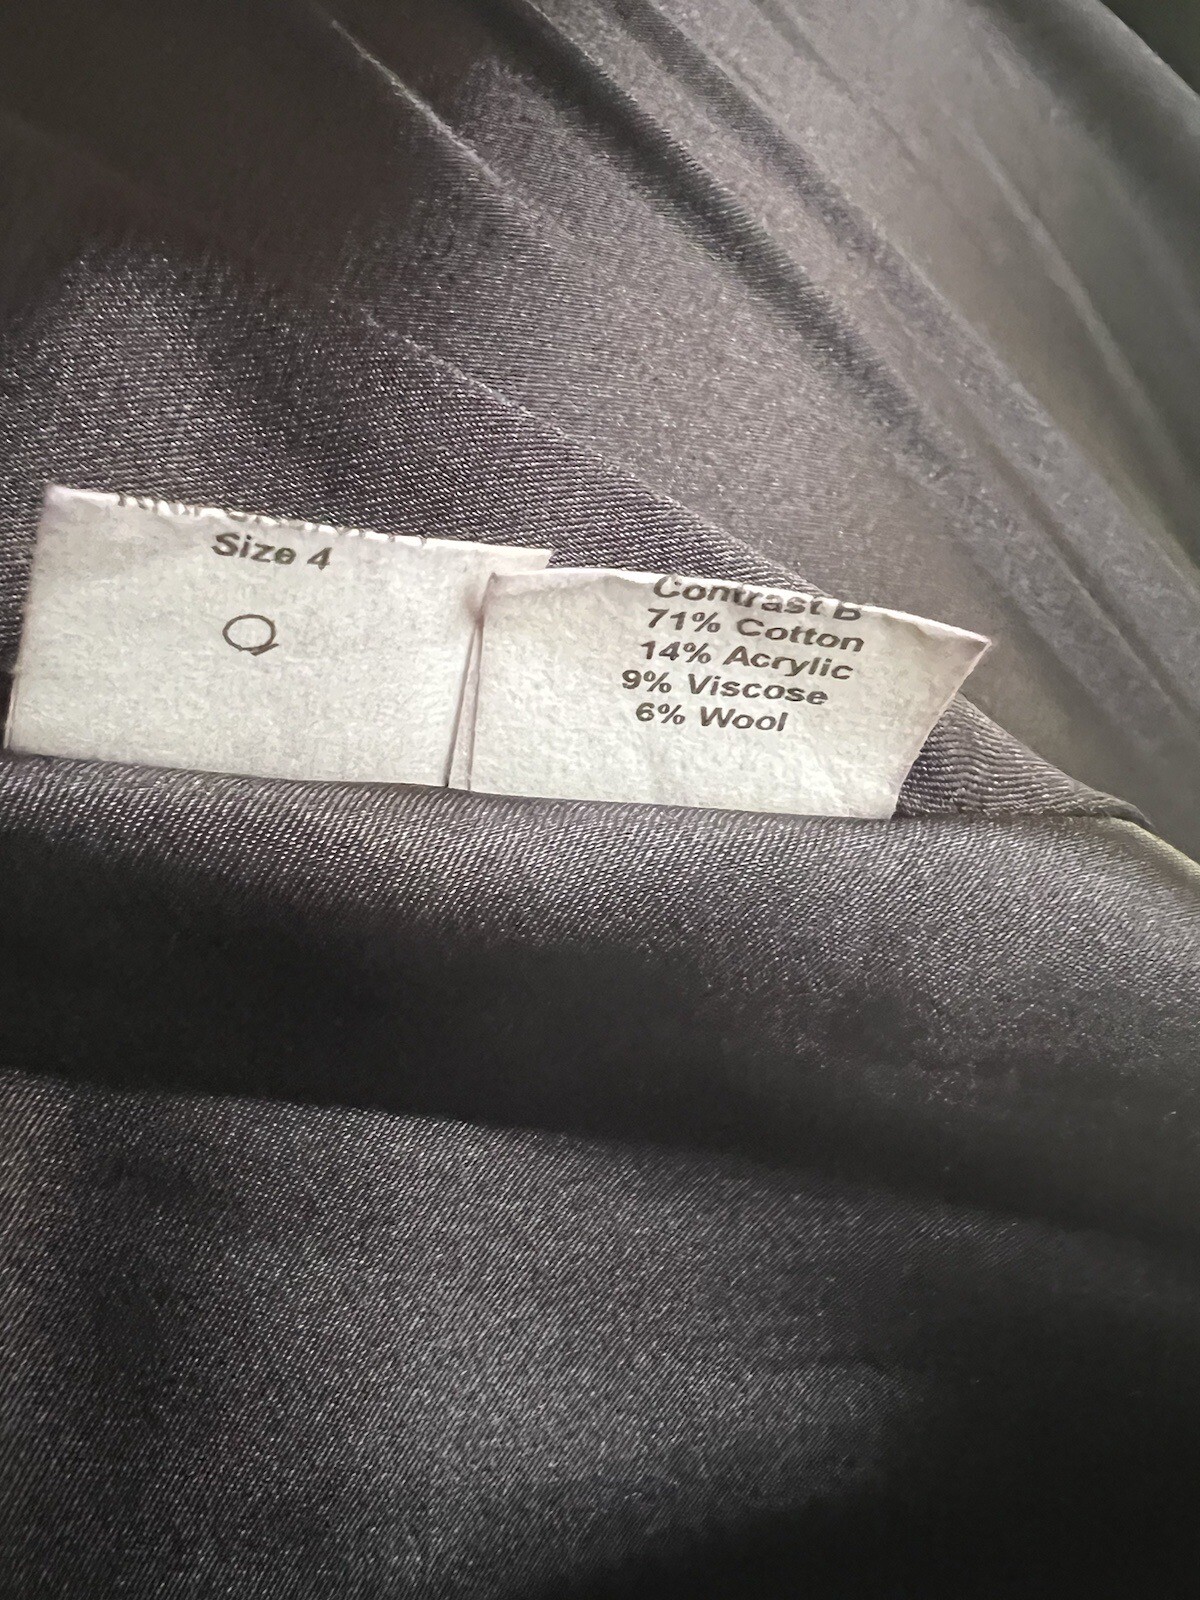 Size 4
Contrast B
71% Cotton
14% Acrylic
9% Viscose
6% Wool